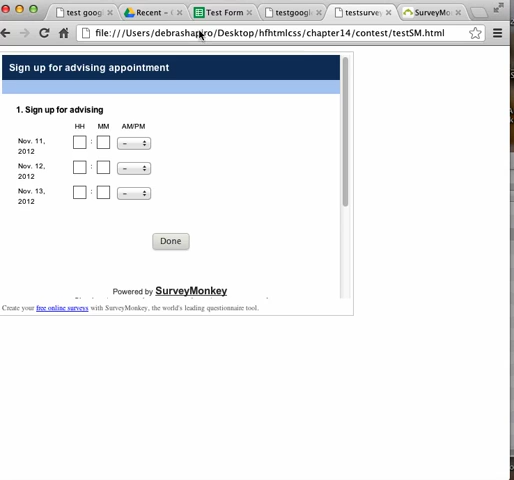 test goog
Recent –
Test Form
testgoogl
testsurvey
SurveyMo
file:///Users/debrashapiro/Desktop/hfhtmlcss/chapter14/contest/testSM.html
Sign up for advising appointment
1. Sign up for advising
HH MM AM/PM
Nov. 11, : –
2012
Nov. 12, : –
2012
Nov. 13, : –
2012
Done
Powered by SurveyMonkey
Create your free online surveys with SurveyMonkey, the world's leading questionnaire tool.